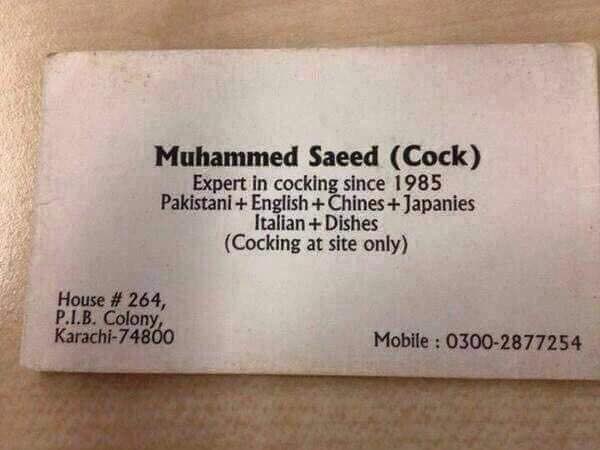 Muhammed Saeed (Cock)
Expert in cocking since 1985
Pakistani + English + Chines + Japanies
Italian + Dishes
(Cocking at site only)
House # 264,
P.I.B. Colony,
Karachi-74800
Mobile : 0300-2877254